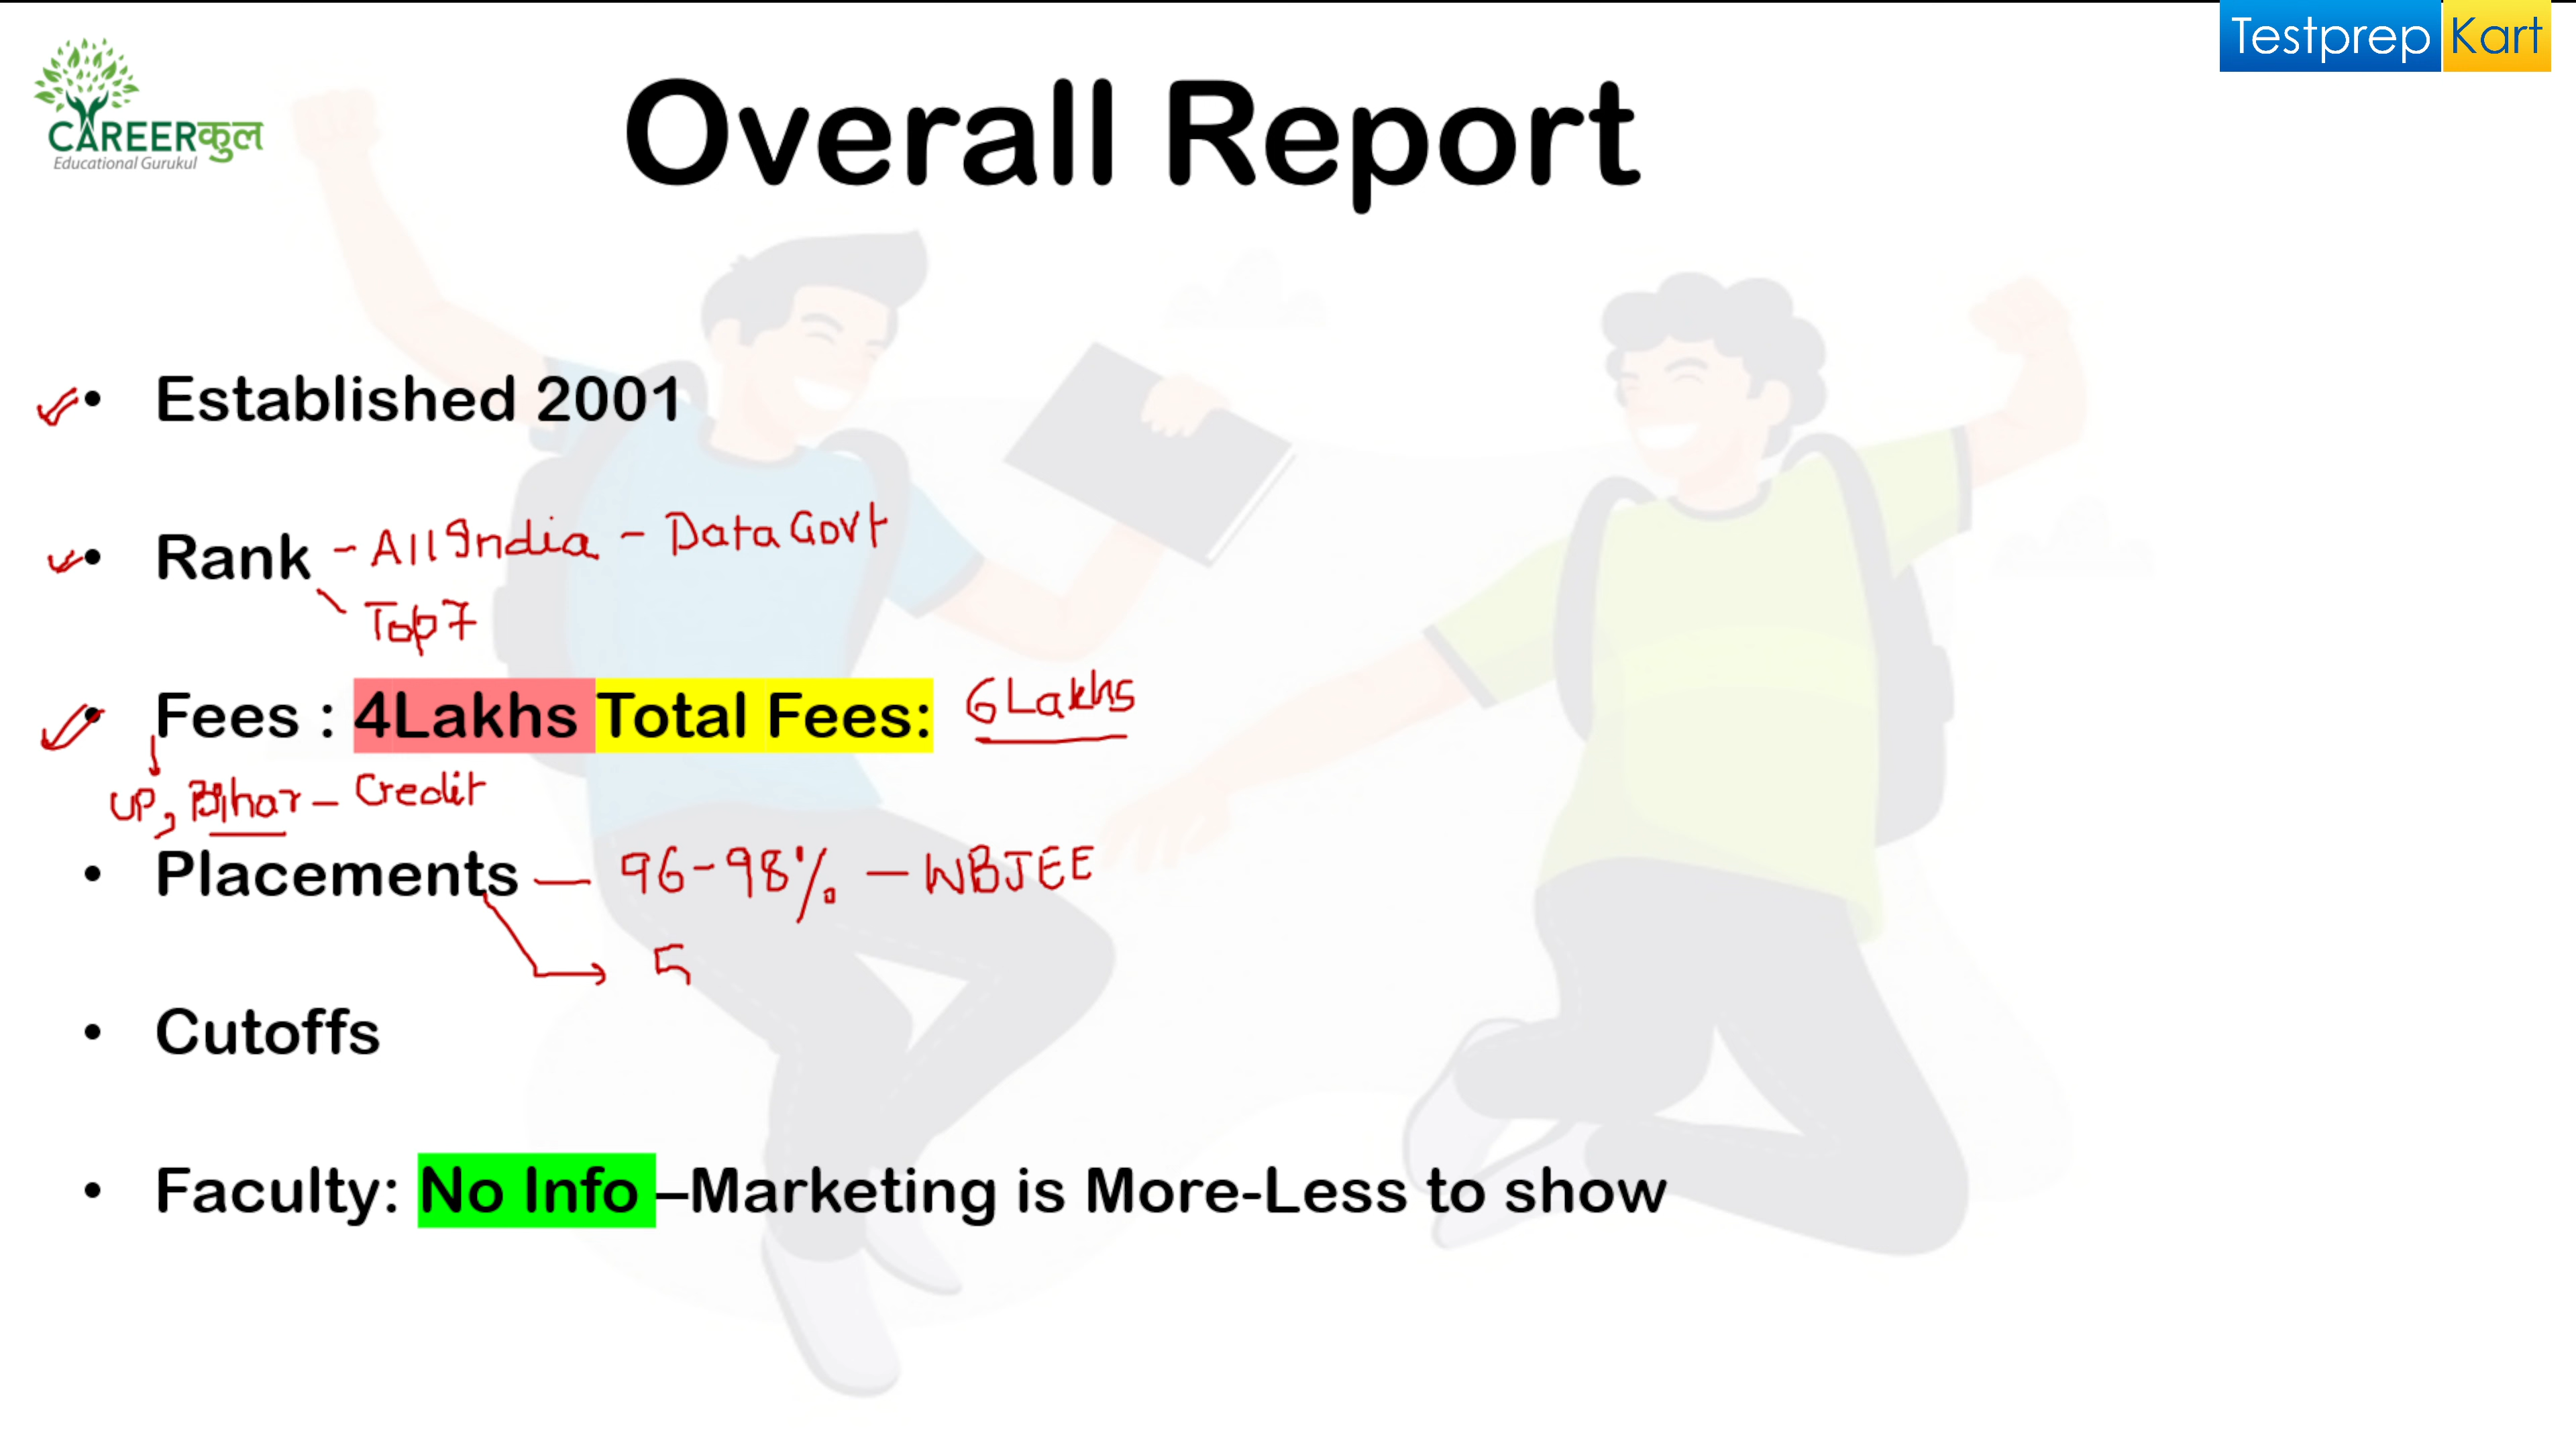 Testprep Kart
CAREERकुल
Educational Gurukul
Overall Report
• Established 2001
• Rank - All India - Data Govt
Top 7
• Fees : 4Lakhs Total Fees: 6 Lakhs
UP, Bihar - Credit
• Placements — 96-98% — WBJEE
5
• Cutoffs
• Faculty: No Info –Marketing is More-Less to show